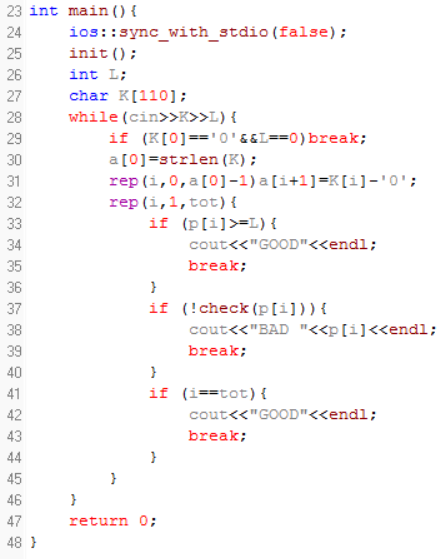 23 int main(){
24     ios::sync_with_stdio(false);
25     init();
26     int L;
27     char K[110];
28     while(cin>>K>>L){
29         if (K[0]=='0'&&L==0)break;
30         a[0]=strlen(K);
31         rep(i,0,a[0]-1)a[i+1]=K[i]-'0';
32         rep(i,1,tot){
33             if (p[i]>=L){
34                 cout<<"GOOD"<<endl;
35                 break;
36             }
37             if (!check(p[i])){
38                 cout<<"BAD "<<p[i]<<endl;
39                 break;
40             }
41             if (i==tot){
42                 cout<<"GOOD"<<endl;
43                 break;
44             }
45         }
46     }
47     return 0;
48 }